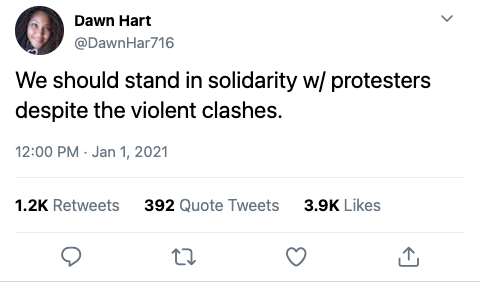 Dawn Hart
@DawnHar716
We should stand in solidarity w/ protesters
despite the violent clashes.
12:00 PM · Jan 1, 2021
1.2K Retweets 392 Quote Tweets 3.9K Likes